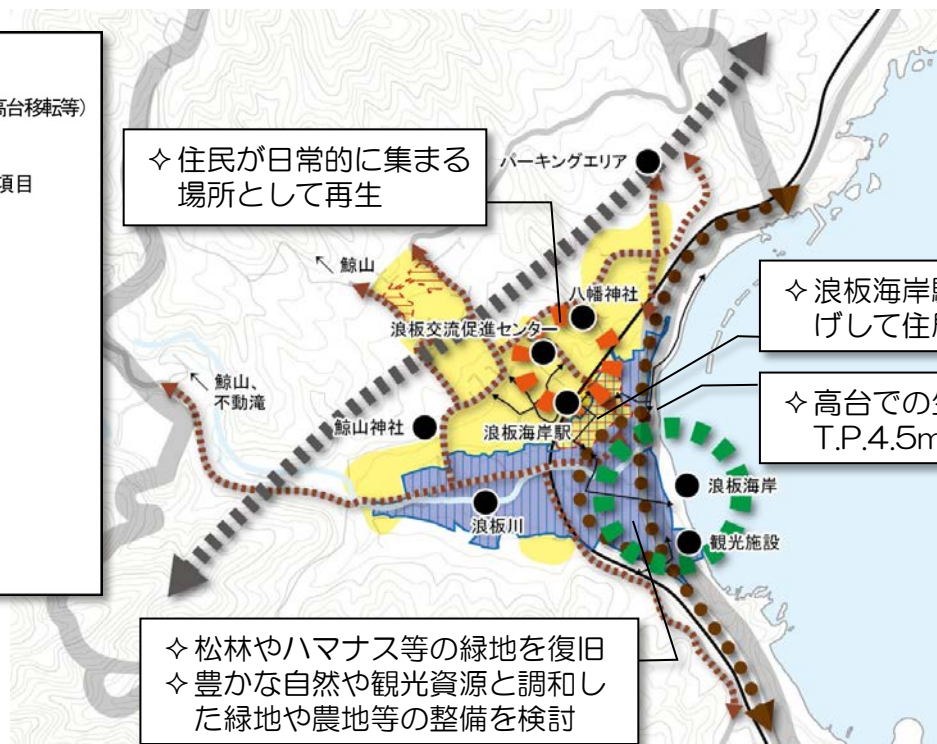 高台移転等)
項目
✧住民が日常的に集まる
場所として再生
パーキングエリア
↖ 鯨山
八幡神社
浪板交流促進センター
✧浪板海岸
げして住
✧高台での
T.P.4.5m
↖ 鯨山、
不動滝
鯨山神社
浪板海岸駅
浪板海岸
浪板川
観光施設
✧松林やハマナス等の緑地を復旧
✧豊かな自然や観光資源と調和し
た緑地や農地等の整備を検討